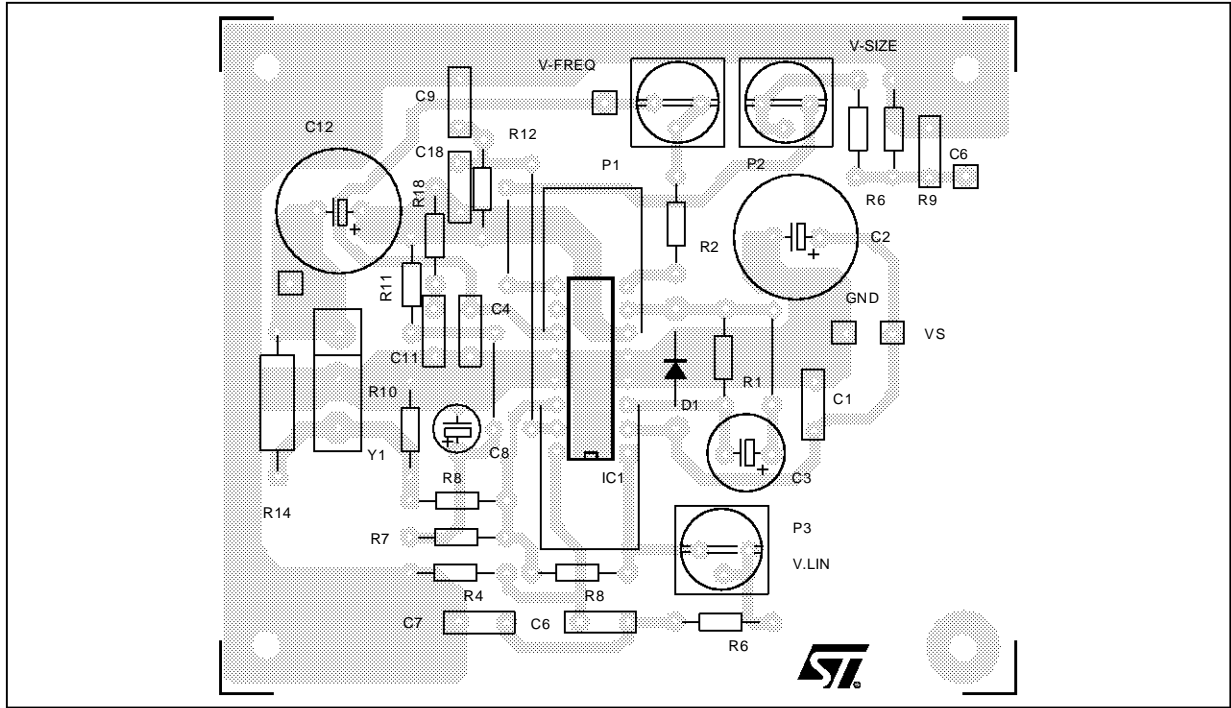 V-SIZE
V-FREQ
C9
C12
R12
C18
P1
P2
C6
R18
R6
R9
R2
C2
R11
GND
C4
VS
C11
R10
R1
C1
D1
Y1
C8
R8
IC1
C3
R14
R7
P3
V.LIN
R4
R8
C7
C6
R6
ST